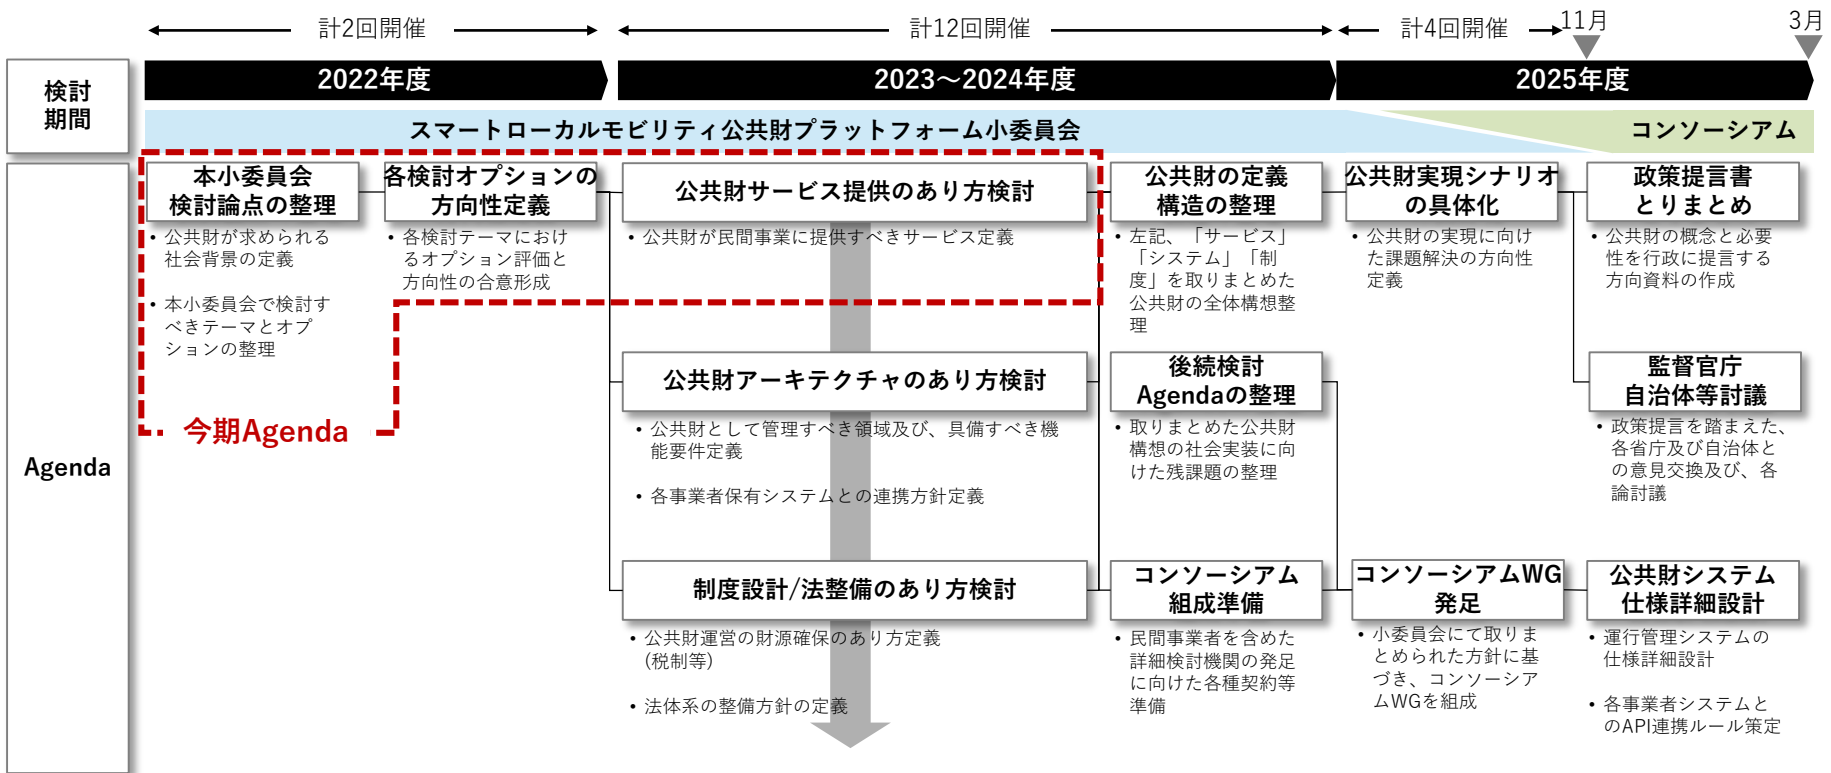 計2回開催
計12回開催
計4回開催
11月
3月
検討
期間
2022年度
2023～2024年度
2025年度
スマートローカルモビリティ公共財プラットフォーム小委員会
コンソーシアム
Agenda
本小委員会
検討論点の整理
• 公共財が求められる
社会背景の定義
• 本小委員会で検討す
べきテーマとオプ
ションの整理
各検討オプションの
方向性定義
• 各検討テーマにおけ
るオプション評価と
方向性の合意形成
今期Agenda
公共財サービス提供のあり方検討
• 公共財が民間事業に提供すべきサービス定義
公共財アーキテクチャのあり方検討
• 公共財として管理すべき領域及び、具備すべき機
能要件定義
• 各事業者保有システムとの連携方針定義
制度設計/法整備のあり方検討
• 公共財運営の財源確保のあり方定義
(税制等)
• 法体系の整備方針の定義
公共財の定義
構造の整理
• 左記、「サービス」
「システム」「制
度」を取りまとめた
公共財の全体構想整
理
後続検討
Agendaの整理
• 取りまとめた公共財
構想の社会実装に向
けた残課題の整理
コンソーシアム
組成準備
• 民間事業者を含めた
詳細検討機関の発足
に向けた各種契約等
準備
公共財実現シナリオ
の具体化
• 公共財の実現に向け
た課題解決の方向性
定義
コンソーシアムWG
発足
• 小委員会にて取りま
とめられた方針に基
づき、コンソーシア
ムWGを組成
政策提言書
とりまとめ
• 公共財の概念と必要
性を行政に提言する
方向資料の作成
監督官庁
自治体等討議
• 政策提言を踏まえた、
各省庁及び自治体と
の意見交換及び、各
論討議
公共財システム
仕様詳細設計
• 運行管理システムの
仕様詳細設計
• 各事業者システムと
のAPI連携ルール策定